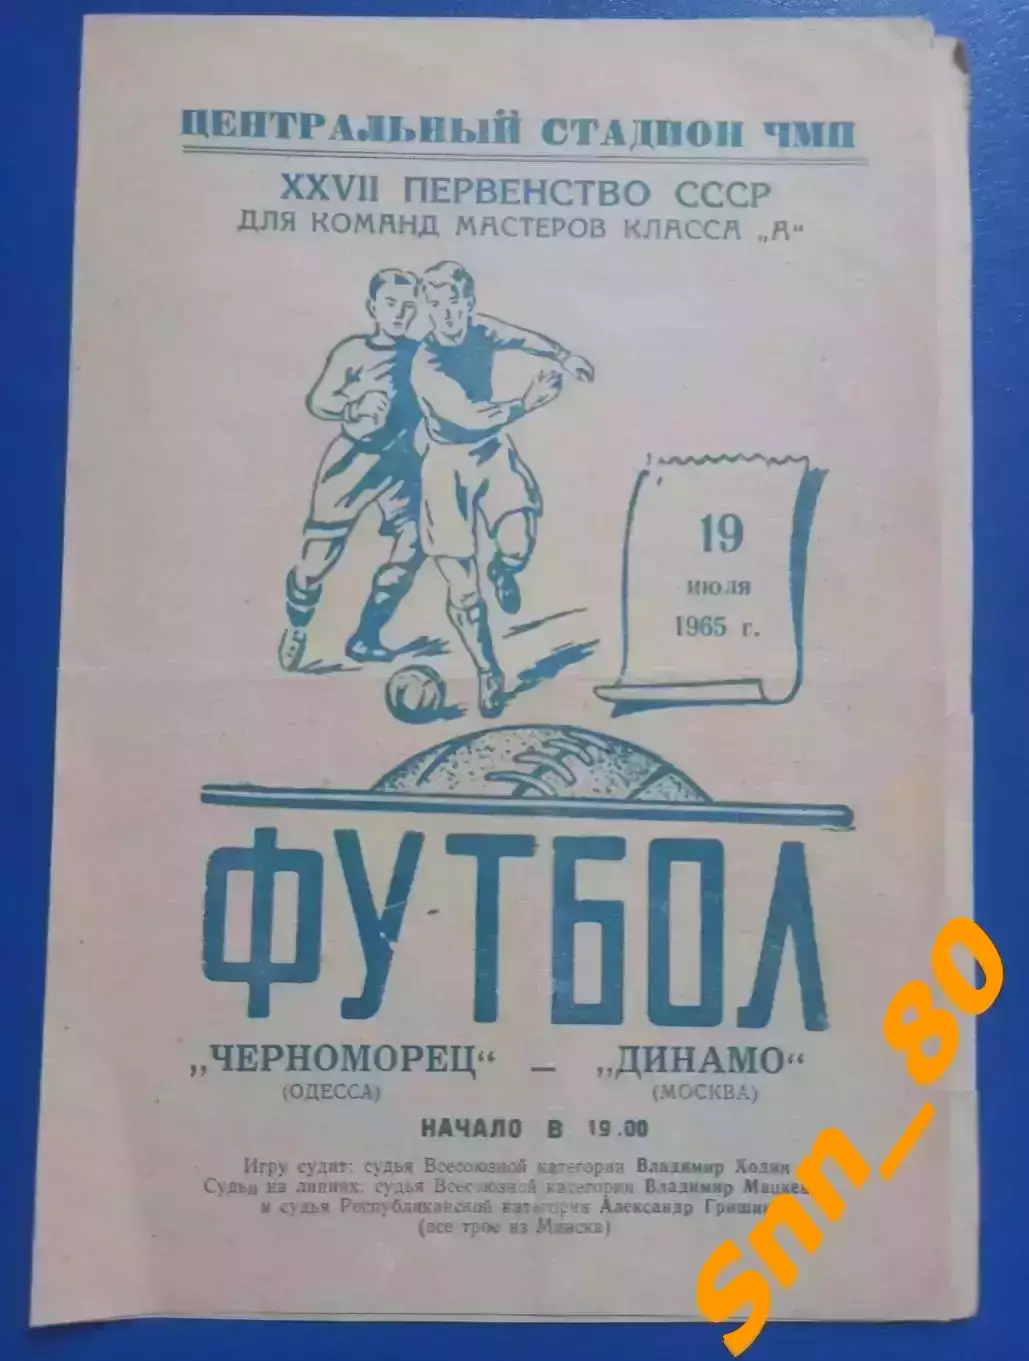 ЦЕНТРАЛЬНЫЙ СТАДИОН ЧМП
XXVII ПЕРВЕНСТВО СССР
ДЛЯ КОМАНД МАСТЕРОВ КЛАССА „А“
19
июля
1965 г.
ФУТБОЛ
„ЧЕРНОМОРЕЦ“ — „ДИНАМО“
(ОДЕССА) (МОСКВА)
НАЧАЛО В 19.00
Игру судит: судья Всесоюзной категории Владимир Ходин
Судьи на линиях: судья Всесоюзной категории Владимир
и судья Республиканской категории Александр
(все трое из Минска)
snn_80